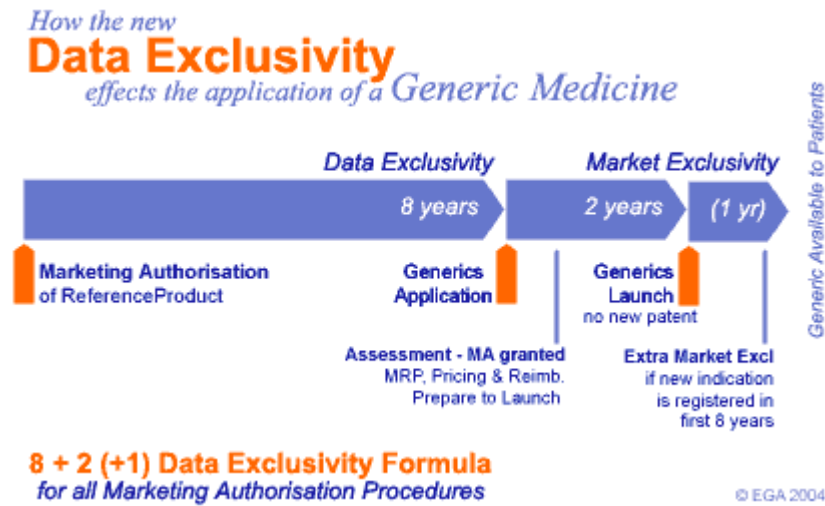 How the new
Data Exclusivity
effects the application of a Generic Medicine
Data Exclusivity
Market Exclusivity
8 years
2 years
(1 yr)
Generic Available to Patients
Marketing Authorisation
of ReferenceProduct
Generics
Application
Generics
Launch
no new patent
Assessment - MA granted
MRP, Pricing & Reimb.
Prepare to Launch
Extra Market Excl
if new indication
is registered in
first 8 years
8 + 2 (+1) Data Exclusivity Formula
for all Marketing Authorisation Procedures
© EGA 2004